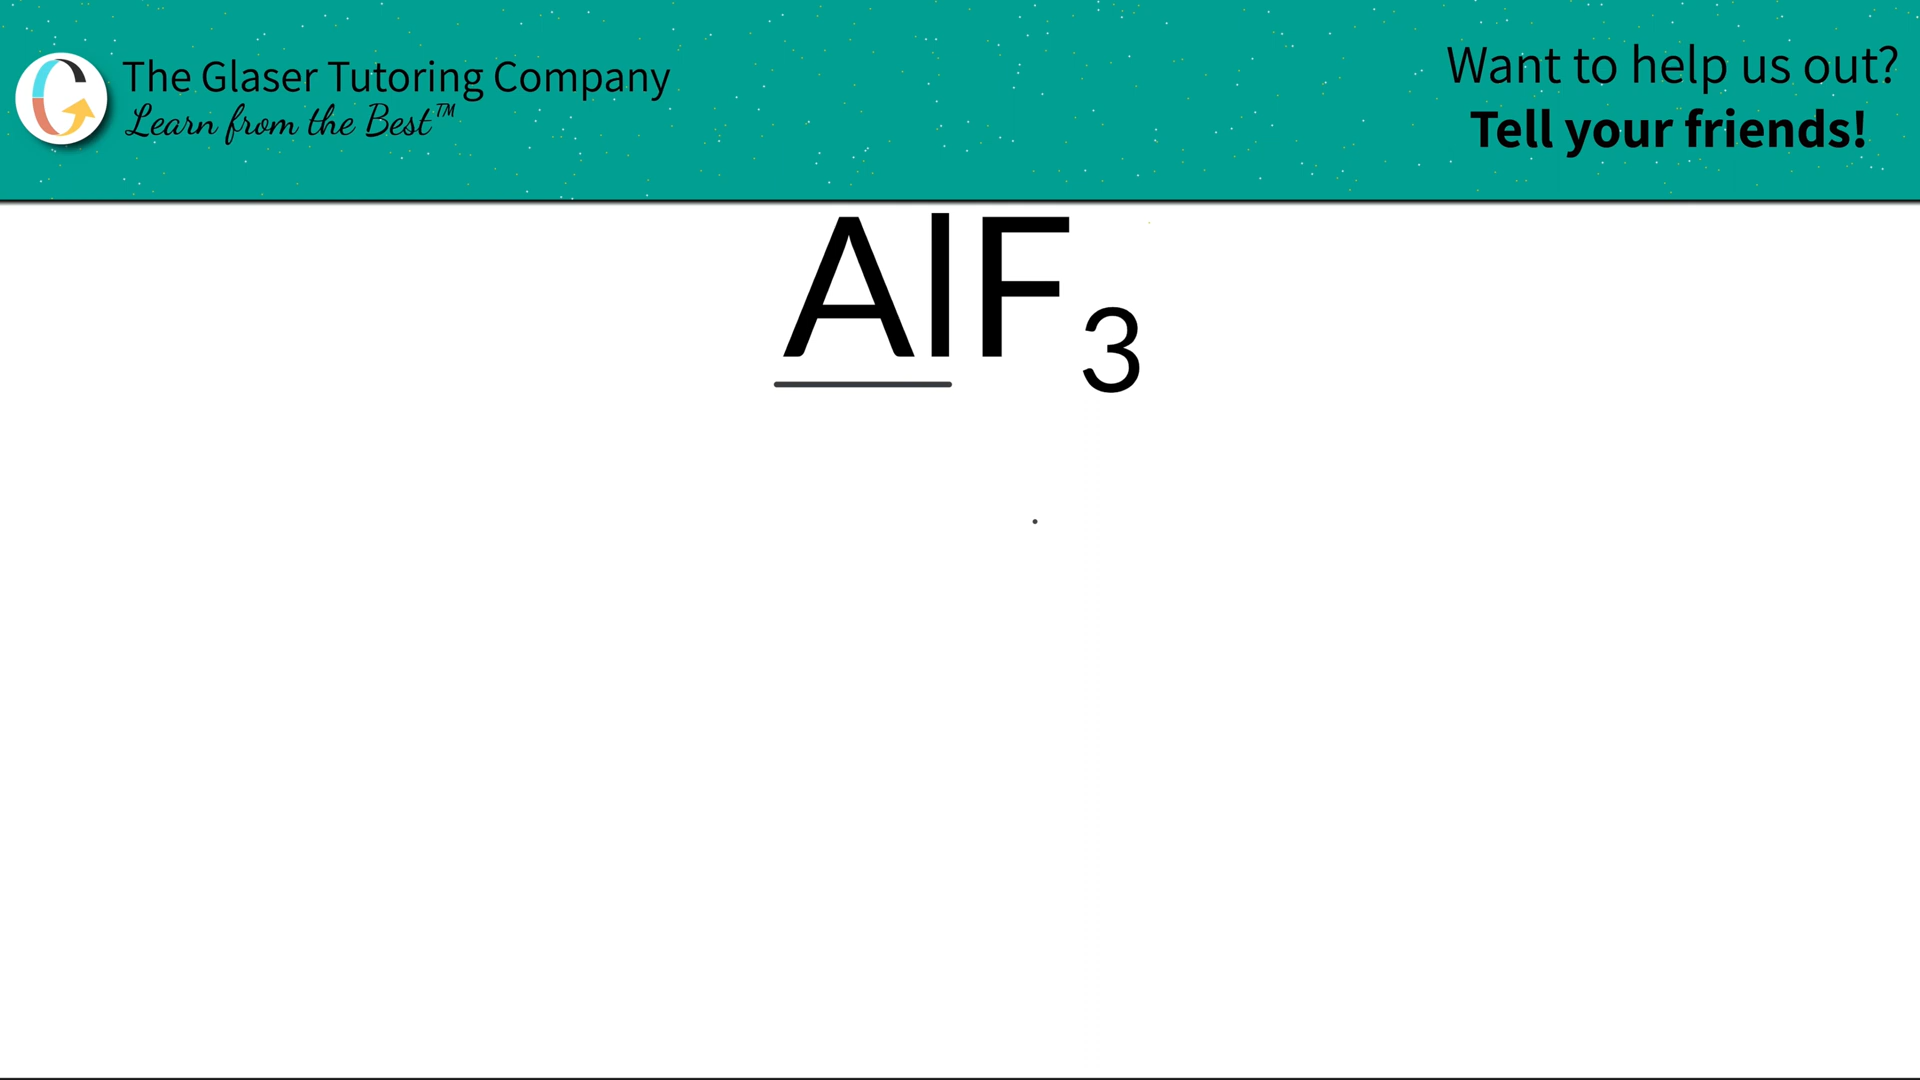 The Glaser Tutoring Company
Learn from the Best™
Want to help us out?
Tell your friends!
AlF₃